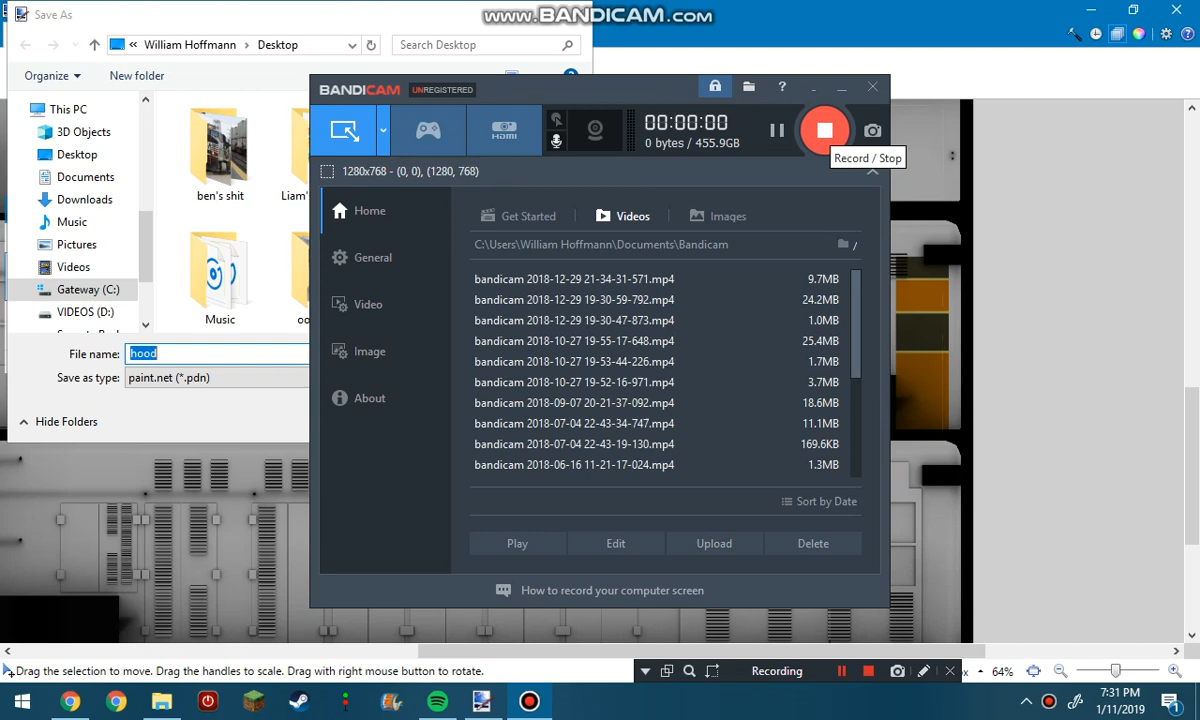 Save As
www.BANDICAM.com
« William Hoffmann > Desktop
Search Desktop
Organize
New folder
This PC
3D Objects
Desktop
Documents
Downloads
Music
Pictures
Videos
Gateway (C:)
VIDEOS (D:)
ben's shit
Liam's
Music
File name: hood
Save as type: paint.net (*.pdn)
Hide Folders
BANDICAM UNREGISTERED
HDMI
00:00:00
0 bytes / 455.9GB
Record / Stop
1280x768 - (0, 0), (1280, 768)
Home
General
Video
Image
About
Get Started
Videos
Images
C:\Users\William Hoffmann\Documents\Bandicam
bandicam 2018-12-29 21-34-31-571.mp4 9.7MB
bandicam 2018-12-29 19-30-59-792.mp4 24.2MB
bandicam 2018-12-29 19-30-47-873.mp4 1.0MB
bandicam 2018-10-27 19-55-17-648.mp4 25.4MB
bandicam 2018-10-27 19-53-44-226.mp4 1.7MB
bandicam 2018-10-27 19-52-16-971.mp4 3.7MB
bandicam 2018-09-07 20-21-37-092.mp4 18.6MB
bandicam 2018-07-04 22-43-34-747.mp4 11.1MB
bandicam 2018-07-04 22-43-19-130.mp4 169.6KB
bandicam 2018-06-16 11-21-17-024.mp4 1.3MB
Sort by Date
Play
Edit
Upload
Delete
How to record your computer screen
Drag the selection to move. Drag the handles to scale. Drag with right mouse button to rotate.
Recording
64%
7:31 PM
1/11/2019
1